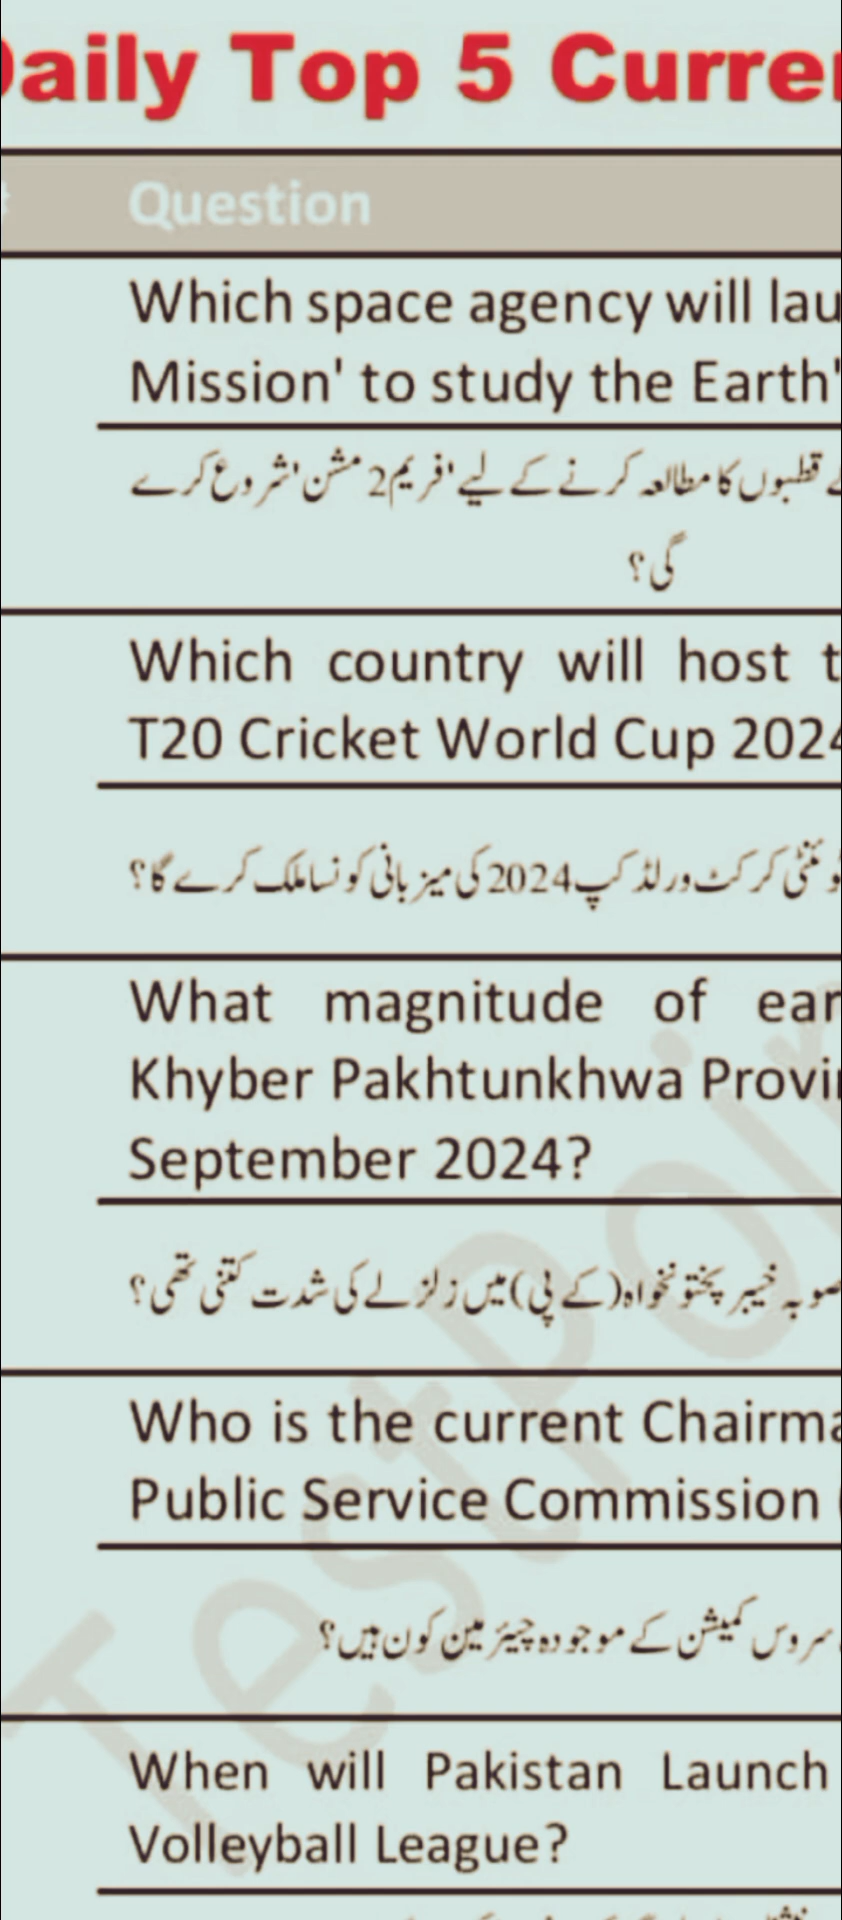 Daily Top 5 Curre
# Question
Which space agency will lau
Mission' to study the Earth'
قطبوں کا مطالعہ کرنے کے لیے 'فریم2 مشن' شروع کرے
گی؟
Which country will host t
T20 Cricket World Cup 2024
ٹوئنٹی کرکٹ ورلڈ کپ 2024 کی میزبانی کونسا ملک کرے گا؟
What magnitude of ear
Khyber Pakhtunkhwa Provi
September 2024?
صوبہ خیبر پختونخواہ (کے پی) میں زلزلے کی شدت کتنی تھی؟
Who is the current Chairma
Public Service Commission (
سروس کمیشن کے موجودہ چیئرمین کون ہیں؟
When will Pakistan Launch
Volleyball League?
TestPoin